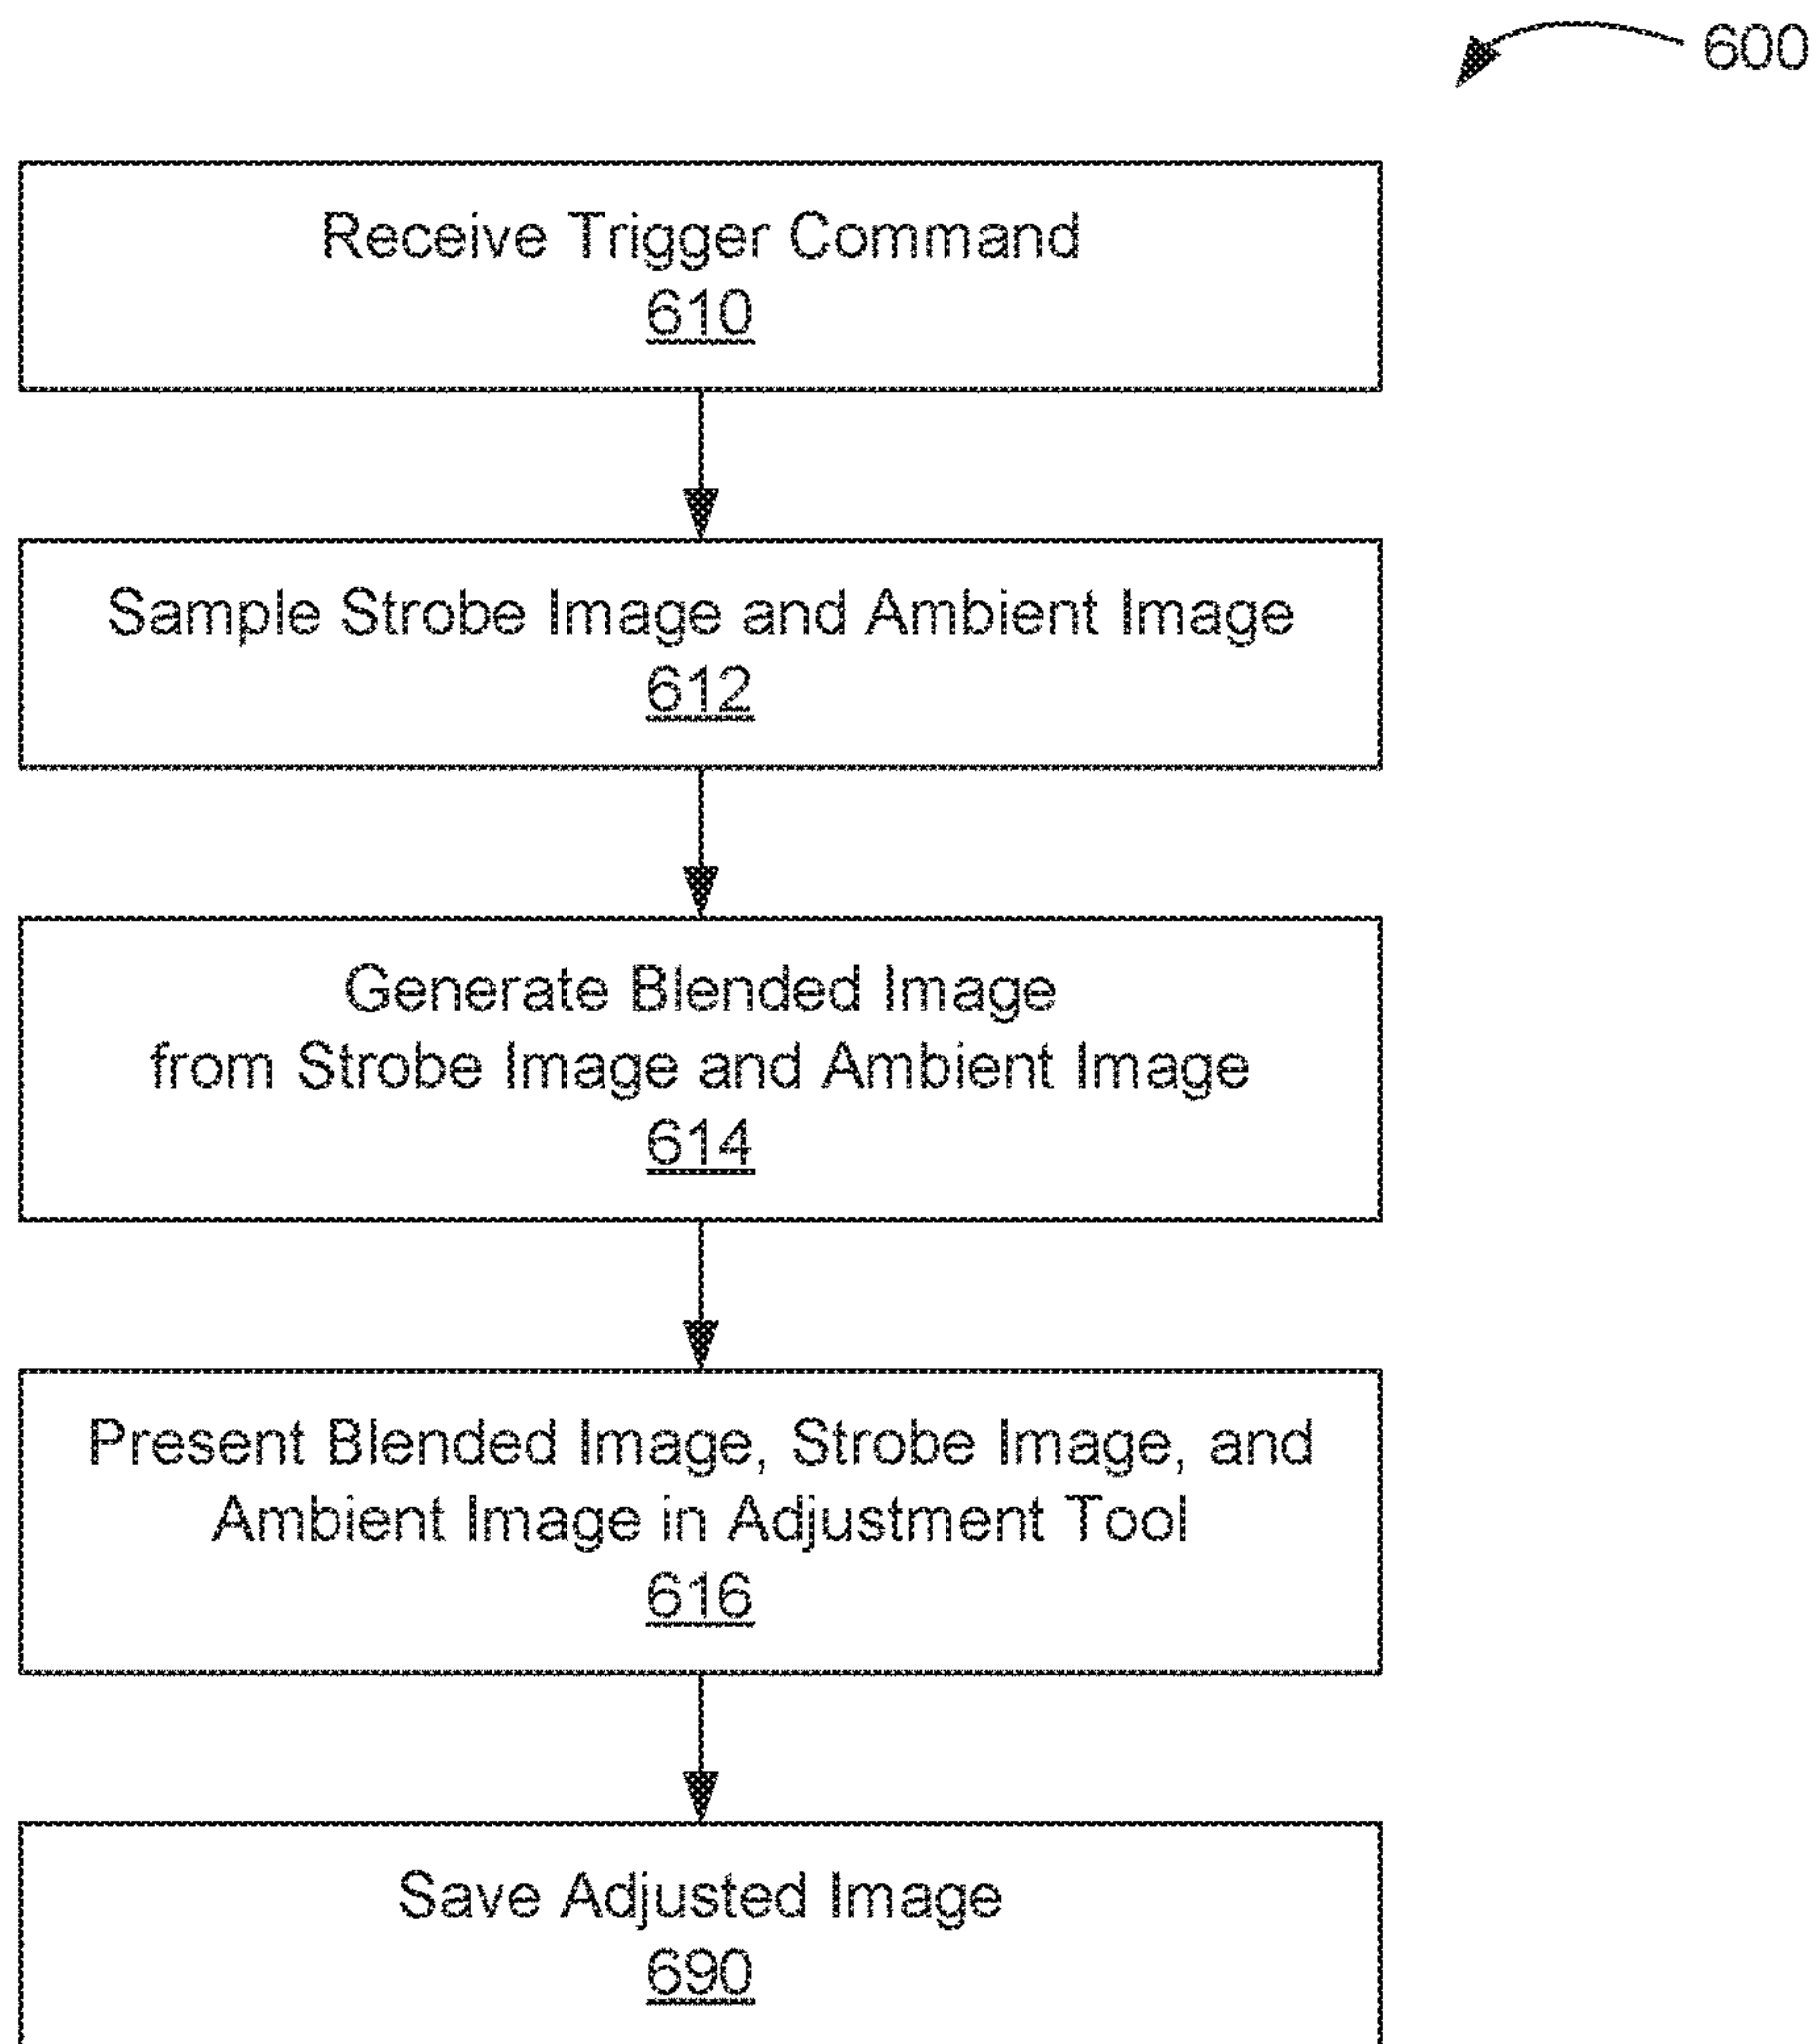 600
Receive Trigger Command
610
Sample Strobe Image and Ambient Image
612
Generate Blended Image
from Strobe Image and Ambient Image
614
Present Blended Image, Strobe Image, and
Ambient Image in Adjustment Tool
616
Save Adjusted Image
690